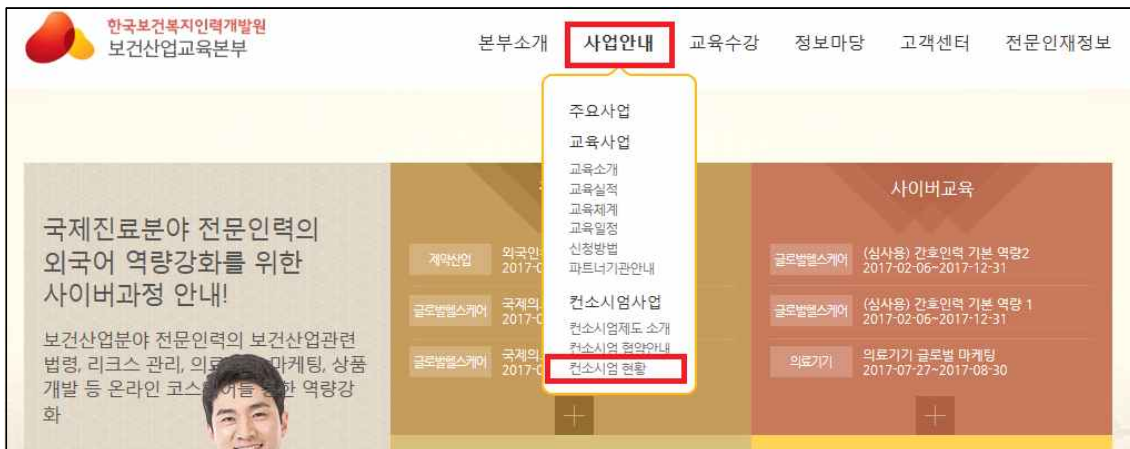 한국보건복지인력개발원
보건산업교육본부
본부소개 사업안내 교육수강 정보마당 고객센터 전문인재정보
주요사업
교육사업
교육소개
교육실적
교육체계
교육일정
신청방법
파트너기관안내
컨소시엄사업
컨소시엄제도 소개
컨소시엄 협약안내
컨소시엄 현황
국제진료분야 전문인력의
외국어 역량강화를 위한
사이버과정 안내!
보건산업분야 전문인력의 보건산업관련
법령, 리크스 관리, 의료 마케팅, 상품
개발 등 온라인 역량강
화
제약산업 외국인
2017-0
글로벌헬스케어 국제의
2017-0
글로벌헬스케어 국제의
2017-0
사이버교육
글로벌헬스케어 (심사용) 간호인력 기본 역량2
2017-02-06~2017-12-31
글로벌헬스케어 (심사용) 간호인력 기본 역량 1
2017-02-06~2017-12-31
의료기기 의료기기 글로벌 마케팅
2017-07-27~2017-08-30